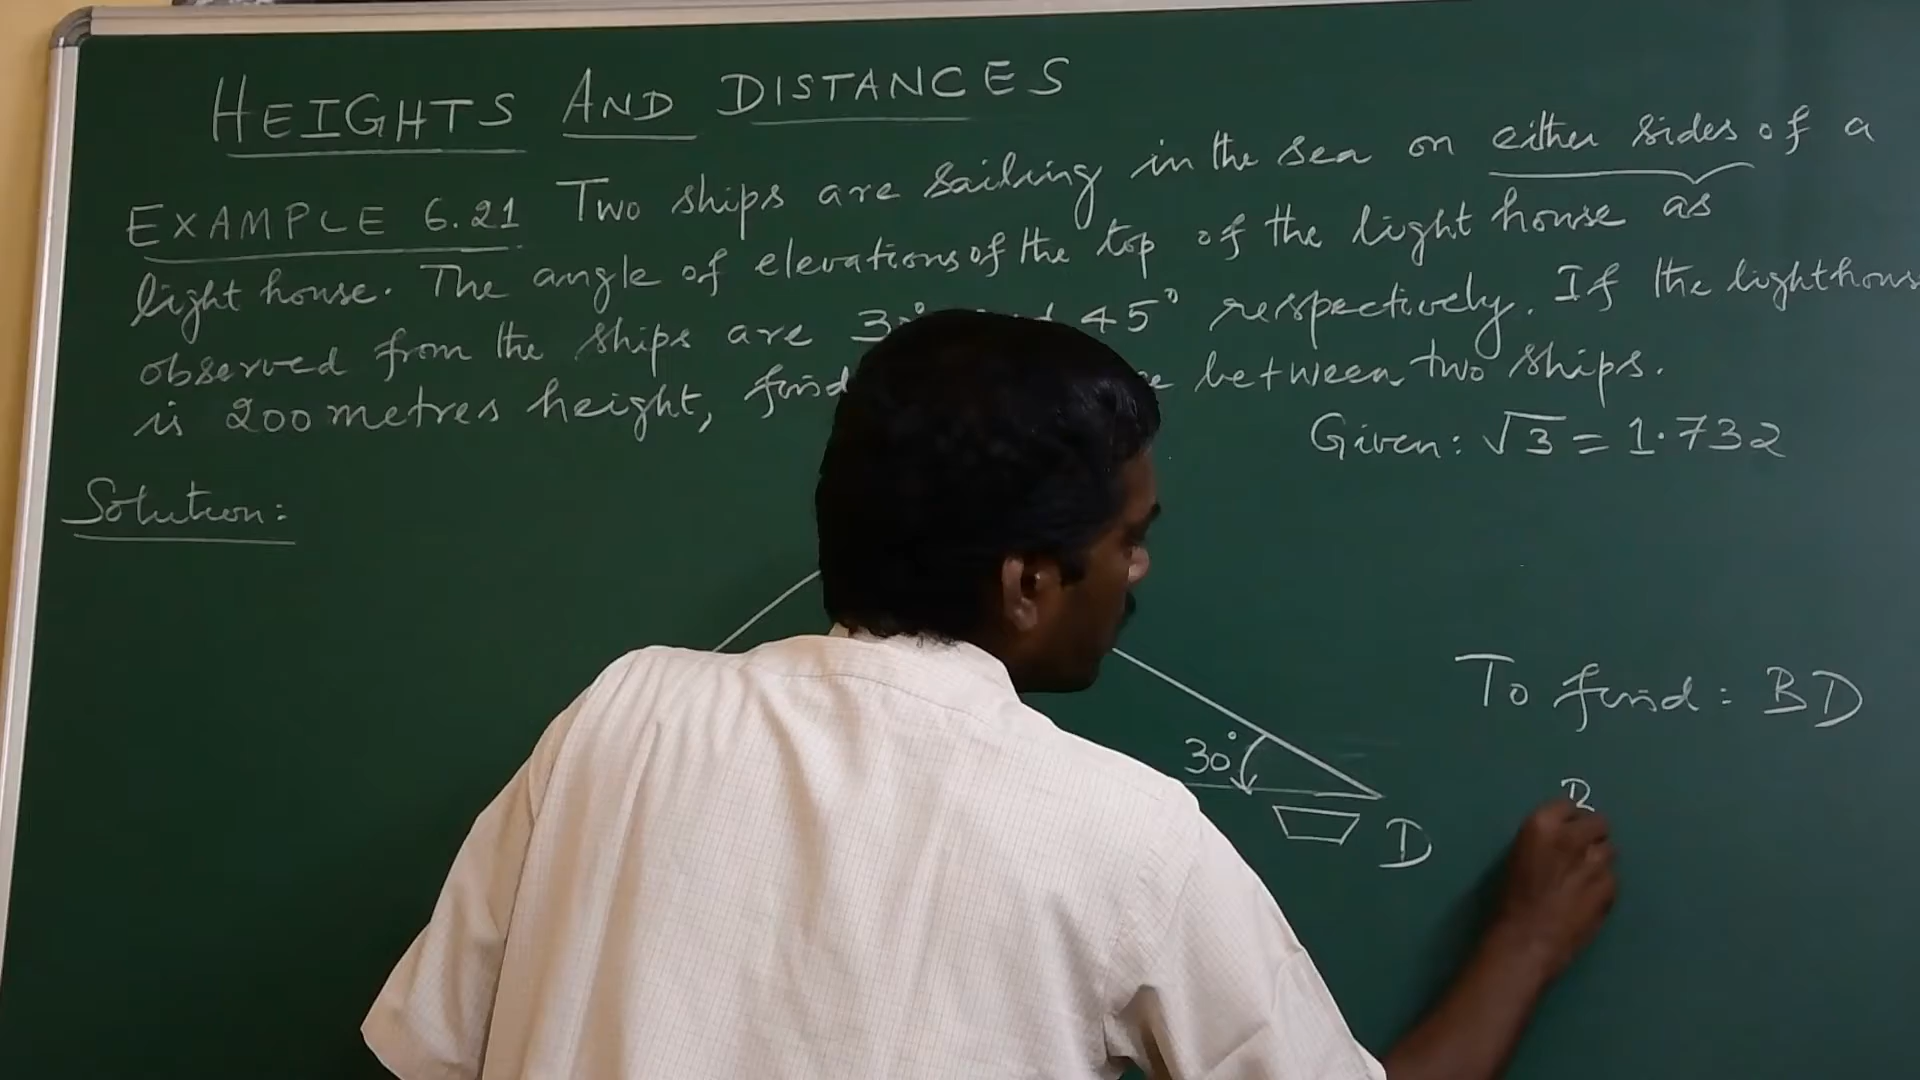 HEIGHTS AND DISTANCES
EXAMPLE 6.21 Two ships are sailing in the sea on either sides of a
light house. The angle of elevations of the top of the light house as
observed from the ships are 45° respectively. If the lighthouse
is 200 metres height, find between two ships.
Given: √3 = 1.732
Solution:
To find: BD
30°
D